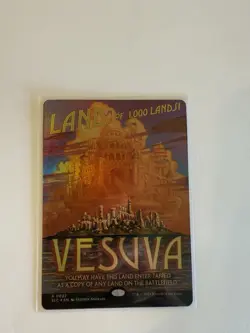 LAND OF 1,000 LANDS!
VESUVA
YOU MAY HAVE THIS LAND ENTER TAPPED
AS A COPY OF ANY LAND ON THE BATTLEFIELD.